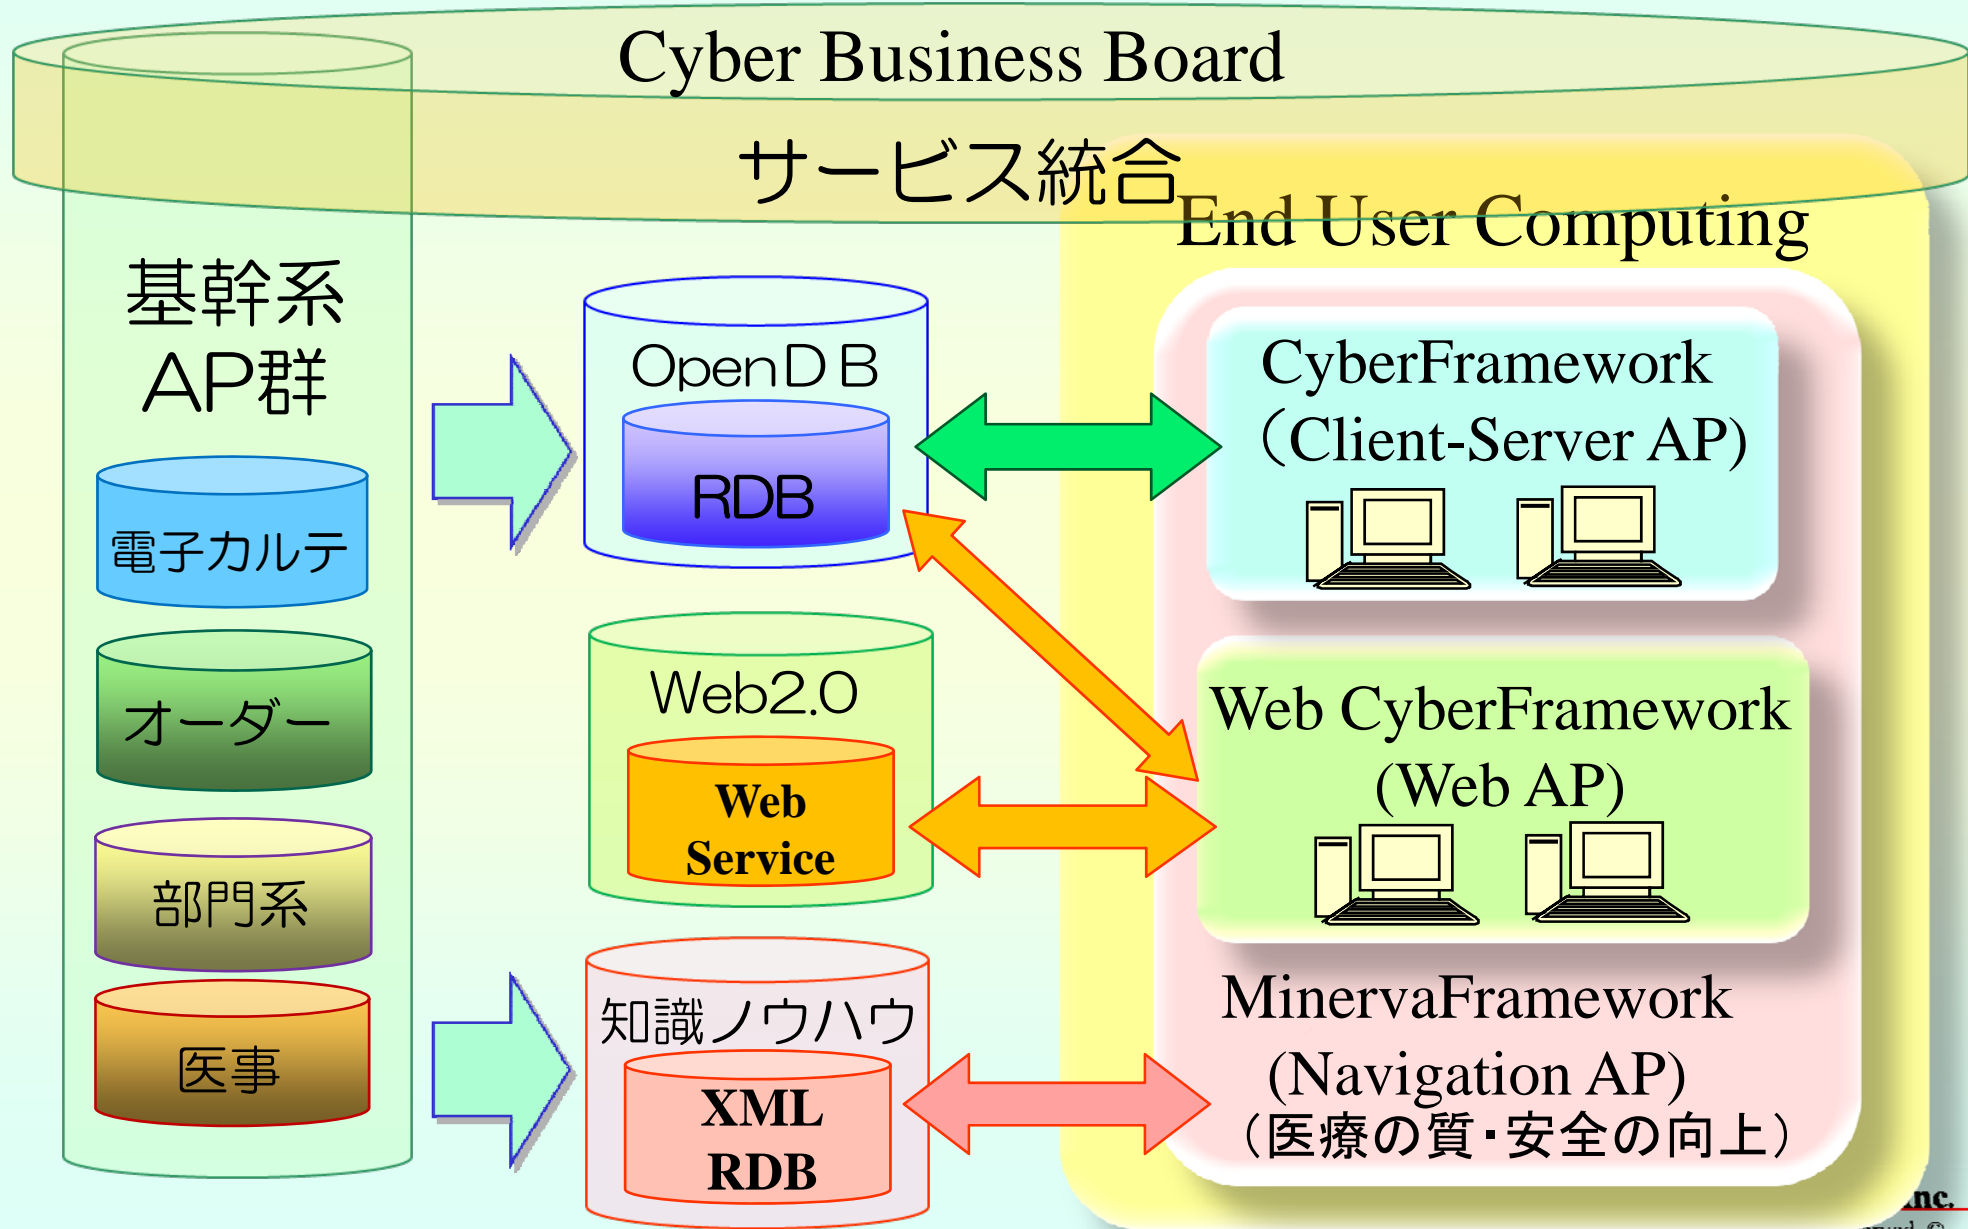 Cyber Business Board
サービス統合
End User Computing
基幹系
AP群
電子カルテ
オーダー
部門系
医事
OpenDB
RDB
Web2.0
Web
Service
知識ノウハウ
XML
RDB
CyberFramework
（Client-Server AP)
Web CyberFramework
(Web AP)
MinervaFramework
(Navigation AP)
（医療の質・安全の向上）
Inc.